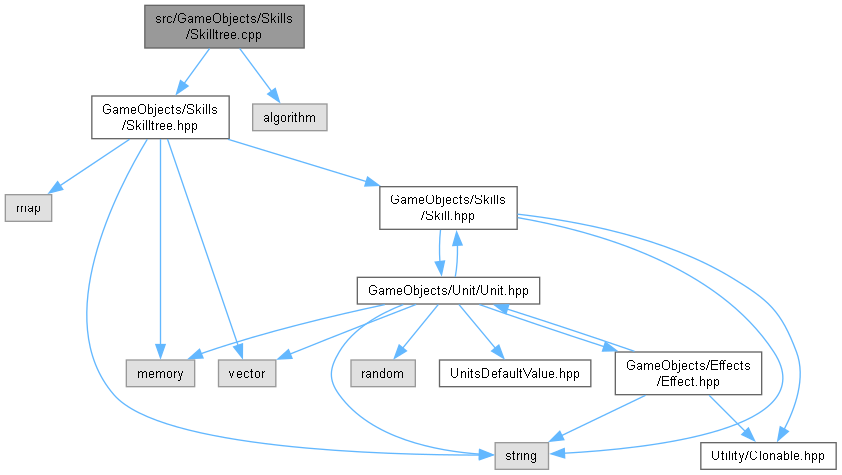 src/GameObjects/Skills
/Skilltree.cpp
GameObjects/Skills
/Skilltree.hpp
algorithm
map
GameObjects/Skills
/Skill.hpp
GameObjects/Unit/Unit.hpp
memory
vector
random
UnitsDefaultValue.hpp
GameObjects/Effects
/Effect.hpp
string
Utility/Clonable.hpp